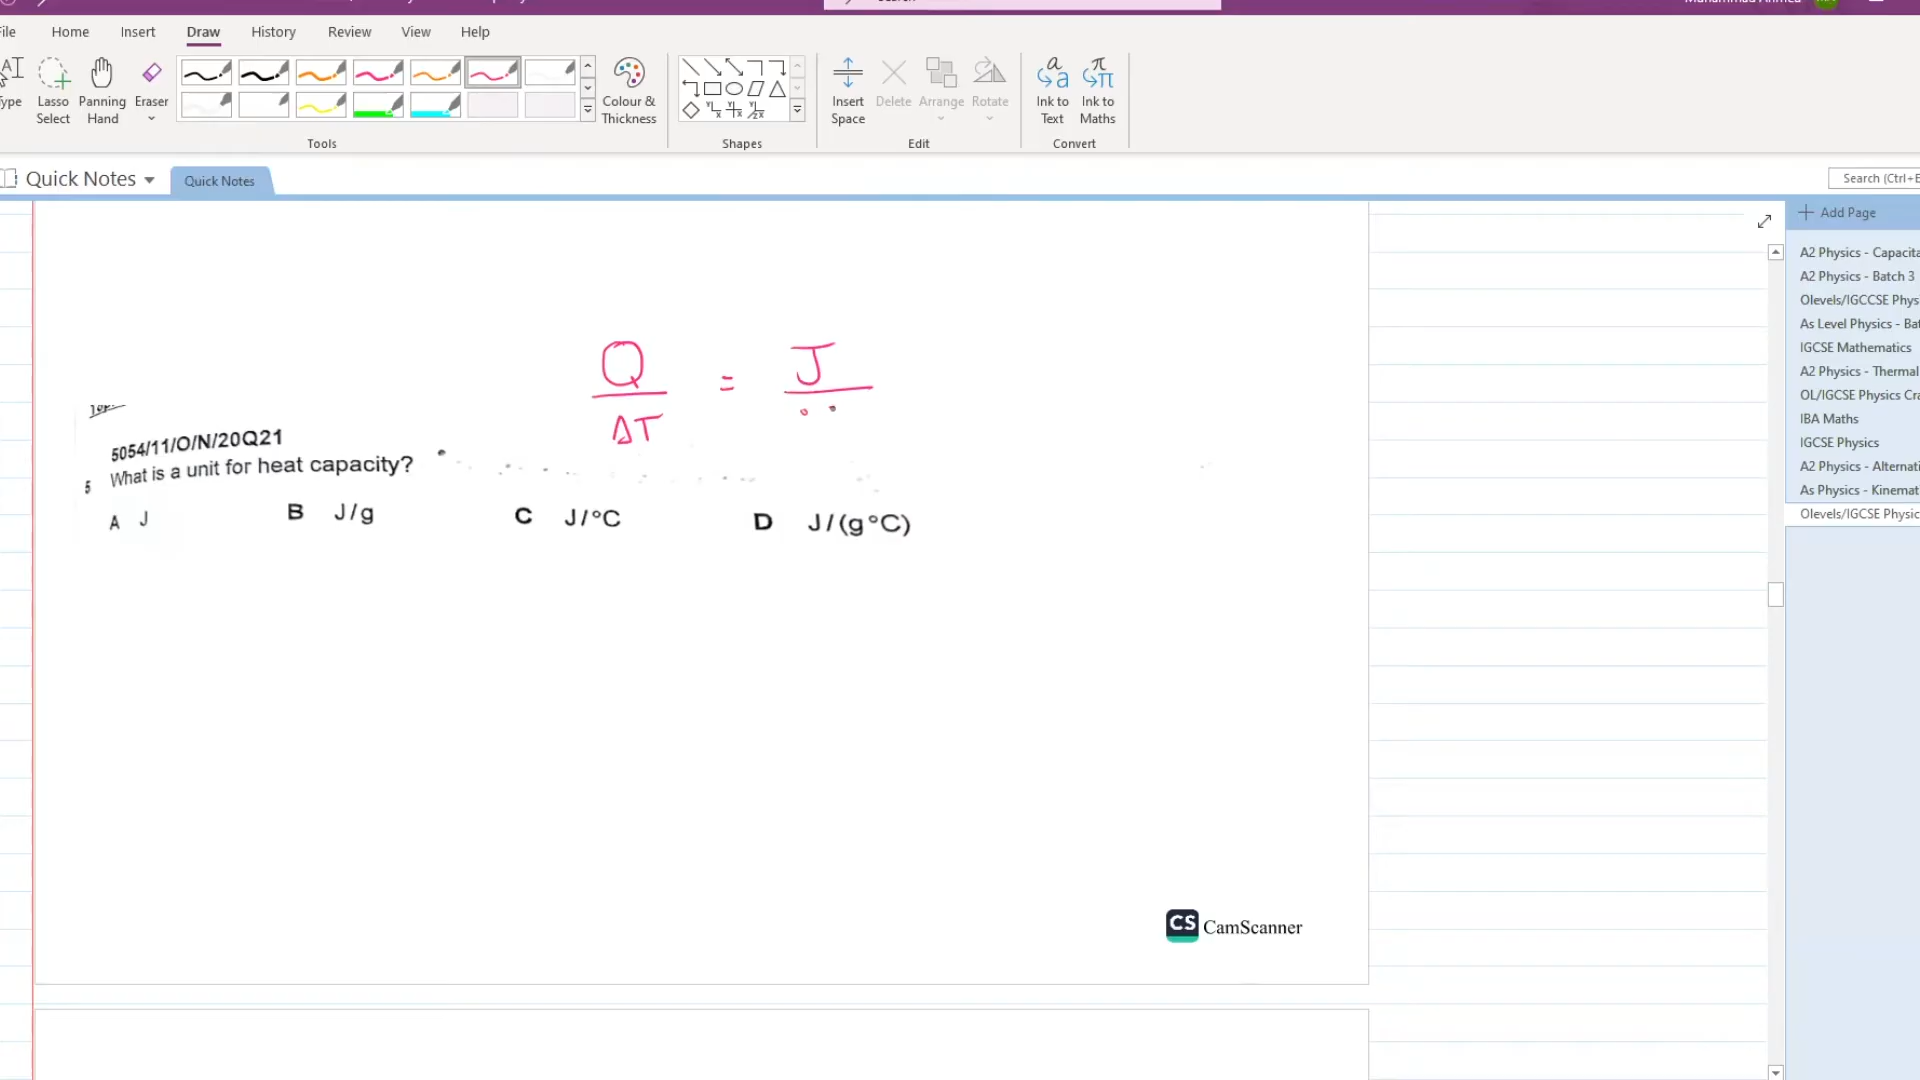 File Home Insert Draw History Review View Help
Type
Lasso Select
Panning Hand
Eraser
Colour & Thickness
Insert Space
Delete
Arrange
Rotate
Ink to Text
Ink to Maths
Tools
Shapes
Edit
Convert
Quick Notes
Quick Notes
Search (Ctrl+E
Add Page
A2 Physics - Capacita
A2 Physics - Batch 3
Olevels/IGCCSE Phys
As Level Physics - Bat
IGCSE Mathematics
A2 Physics - Thermal
OL/IGCSE Physics Cra
IBA Maths
IGCSE Physics
A2 Physics - Alternati
As Physics - Kinemat
Olevels/IGCSE Physic
Q = J
ΔT
5054/11/O/N/20Q21
5 What is a unit for heat capacity?
A J B J/g C J/°C D J/(g°C)
CS CamScanner